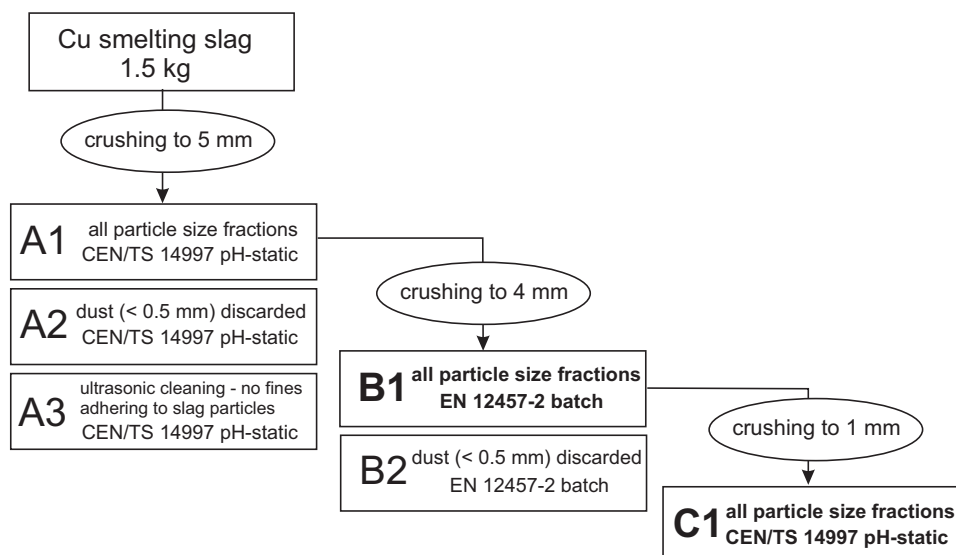 Cu smelting slag
1.5 kg
crushing to 5 mm
A1
all particle size fractions
CEN/TS 14997 pH-static
crushing to 4 mm
A2
dust (< 0.5 mm) discarded
CEN/TS 14997 pH-static
A3
ultrasonic cleaning - no fines
adhering to slag particles
CEN/TS 14997 pH-static
B1
all particle size fractions
EN 12457-2 batch
crushing to 1 mm
B2
dust (< 0.5 mm) discarded
EN 12457-2 batch
C1
all particle size fractions
CEN/TS 14997 pH-static